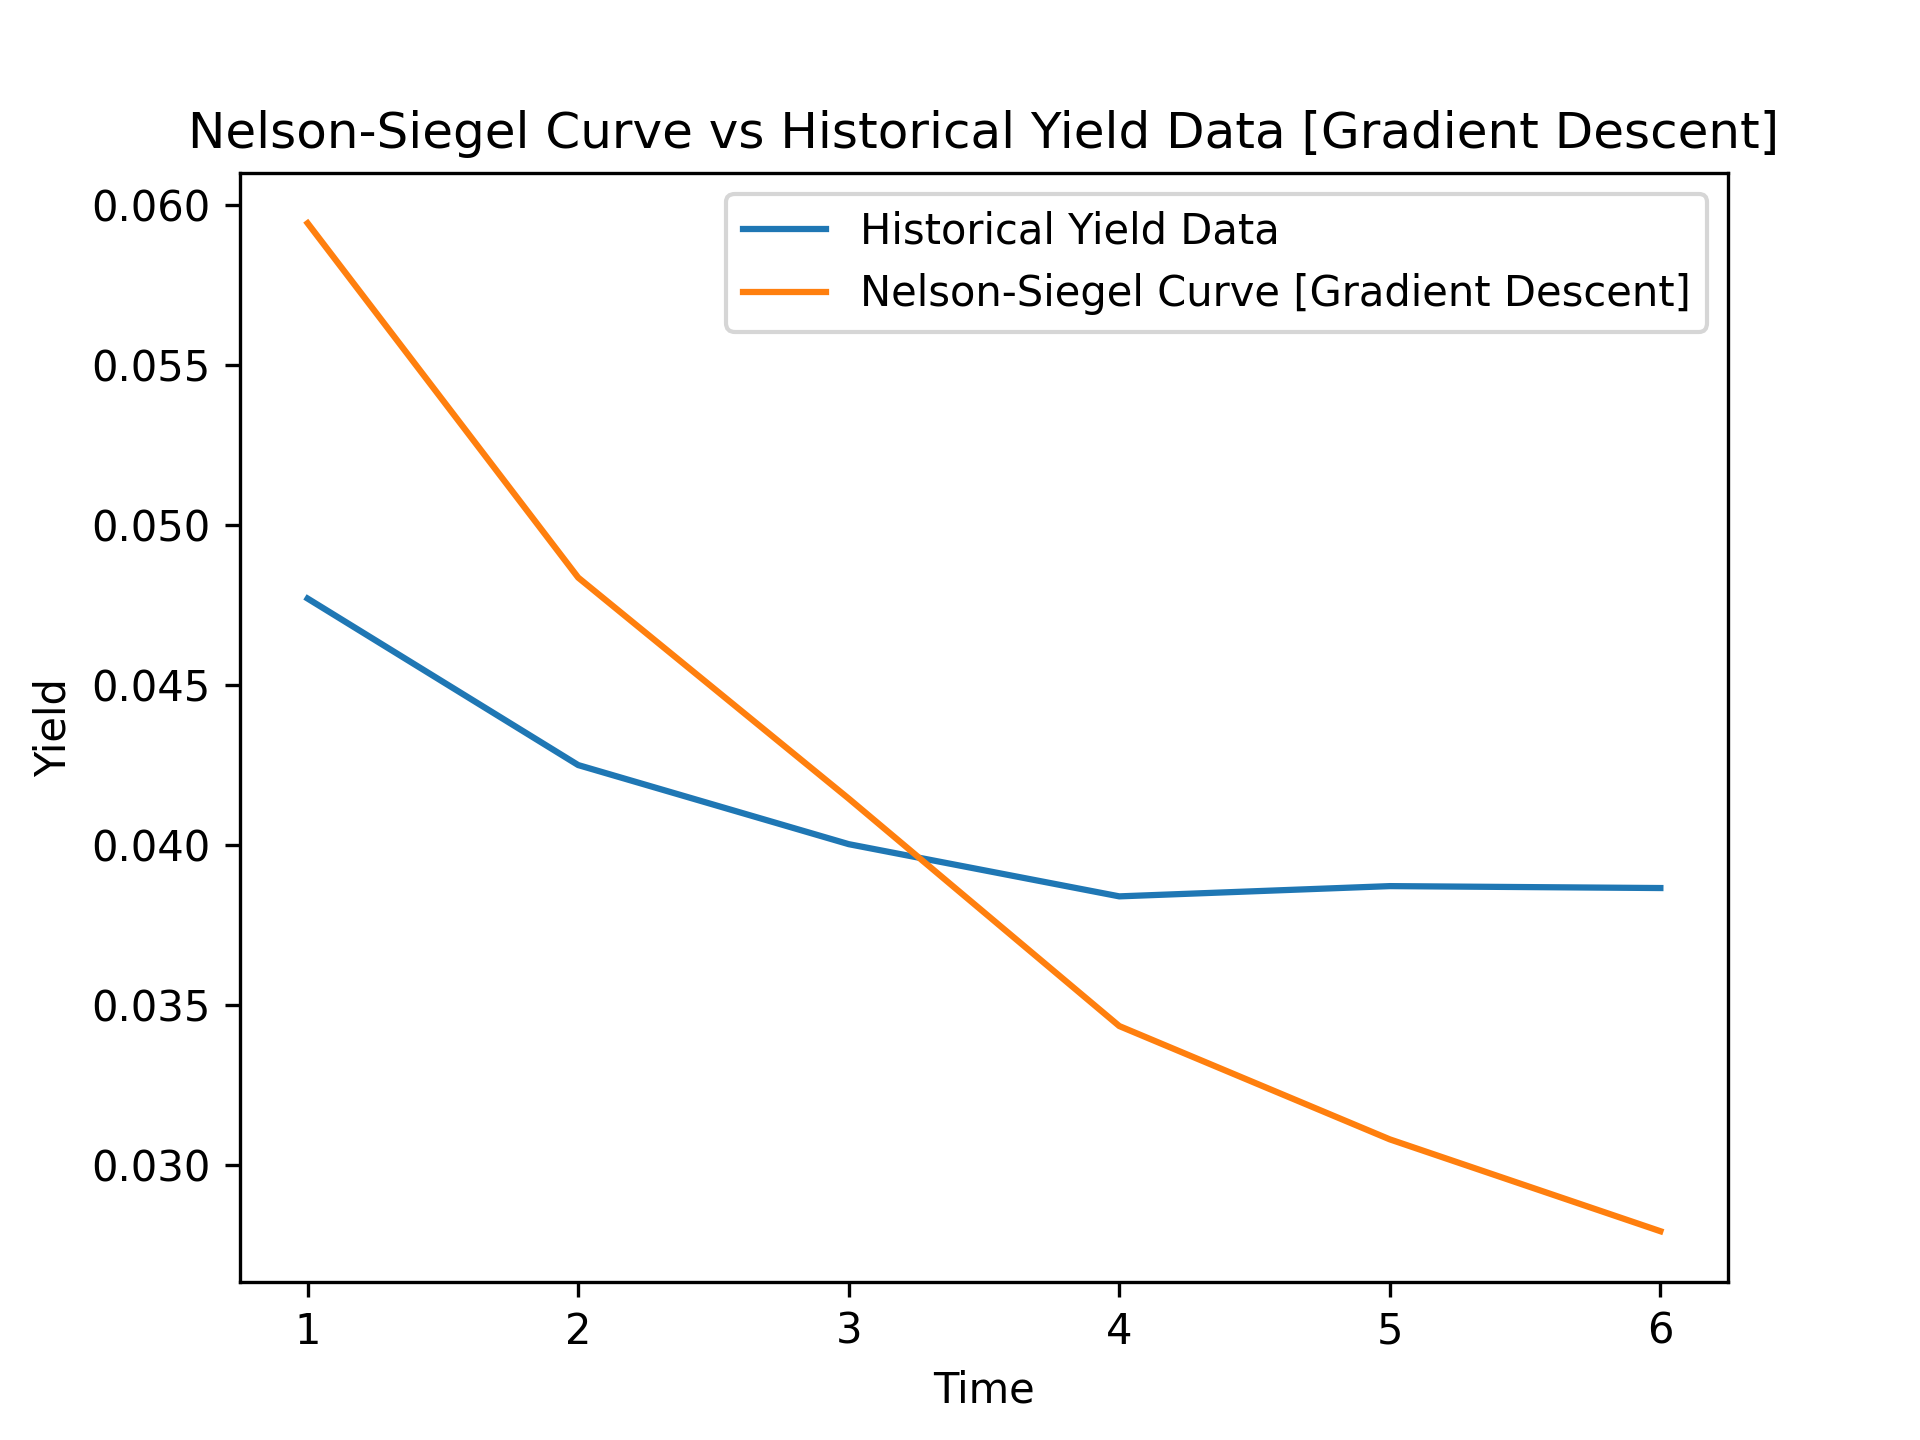 Nelson-Siegel Curve vs Historical Yield Data [Gradient Descent]
Historical Yield Data
Nelson-Siegel Curve [Gradient Descent]
0.060
0.055
0.050
0.045
0.040
0.035
0.030
Yield
1 2 3 4 5 6
Time